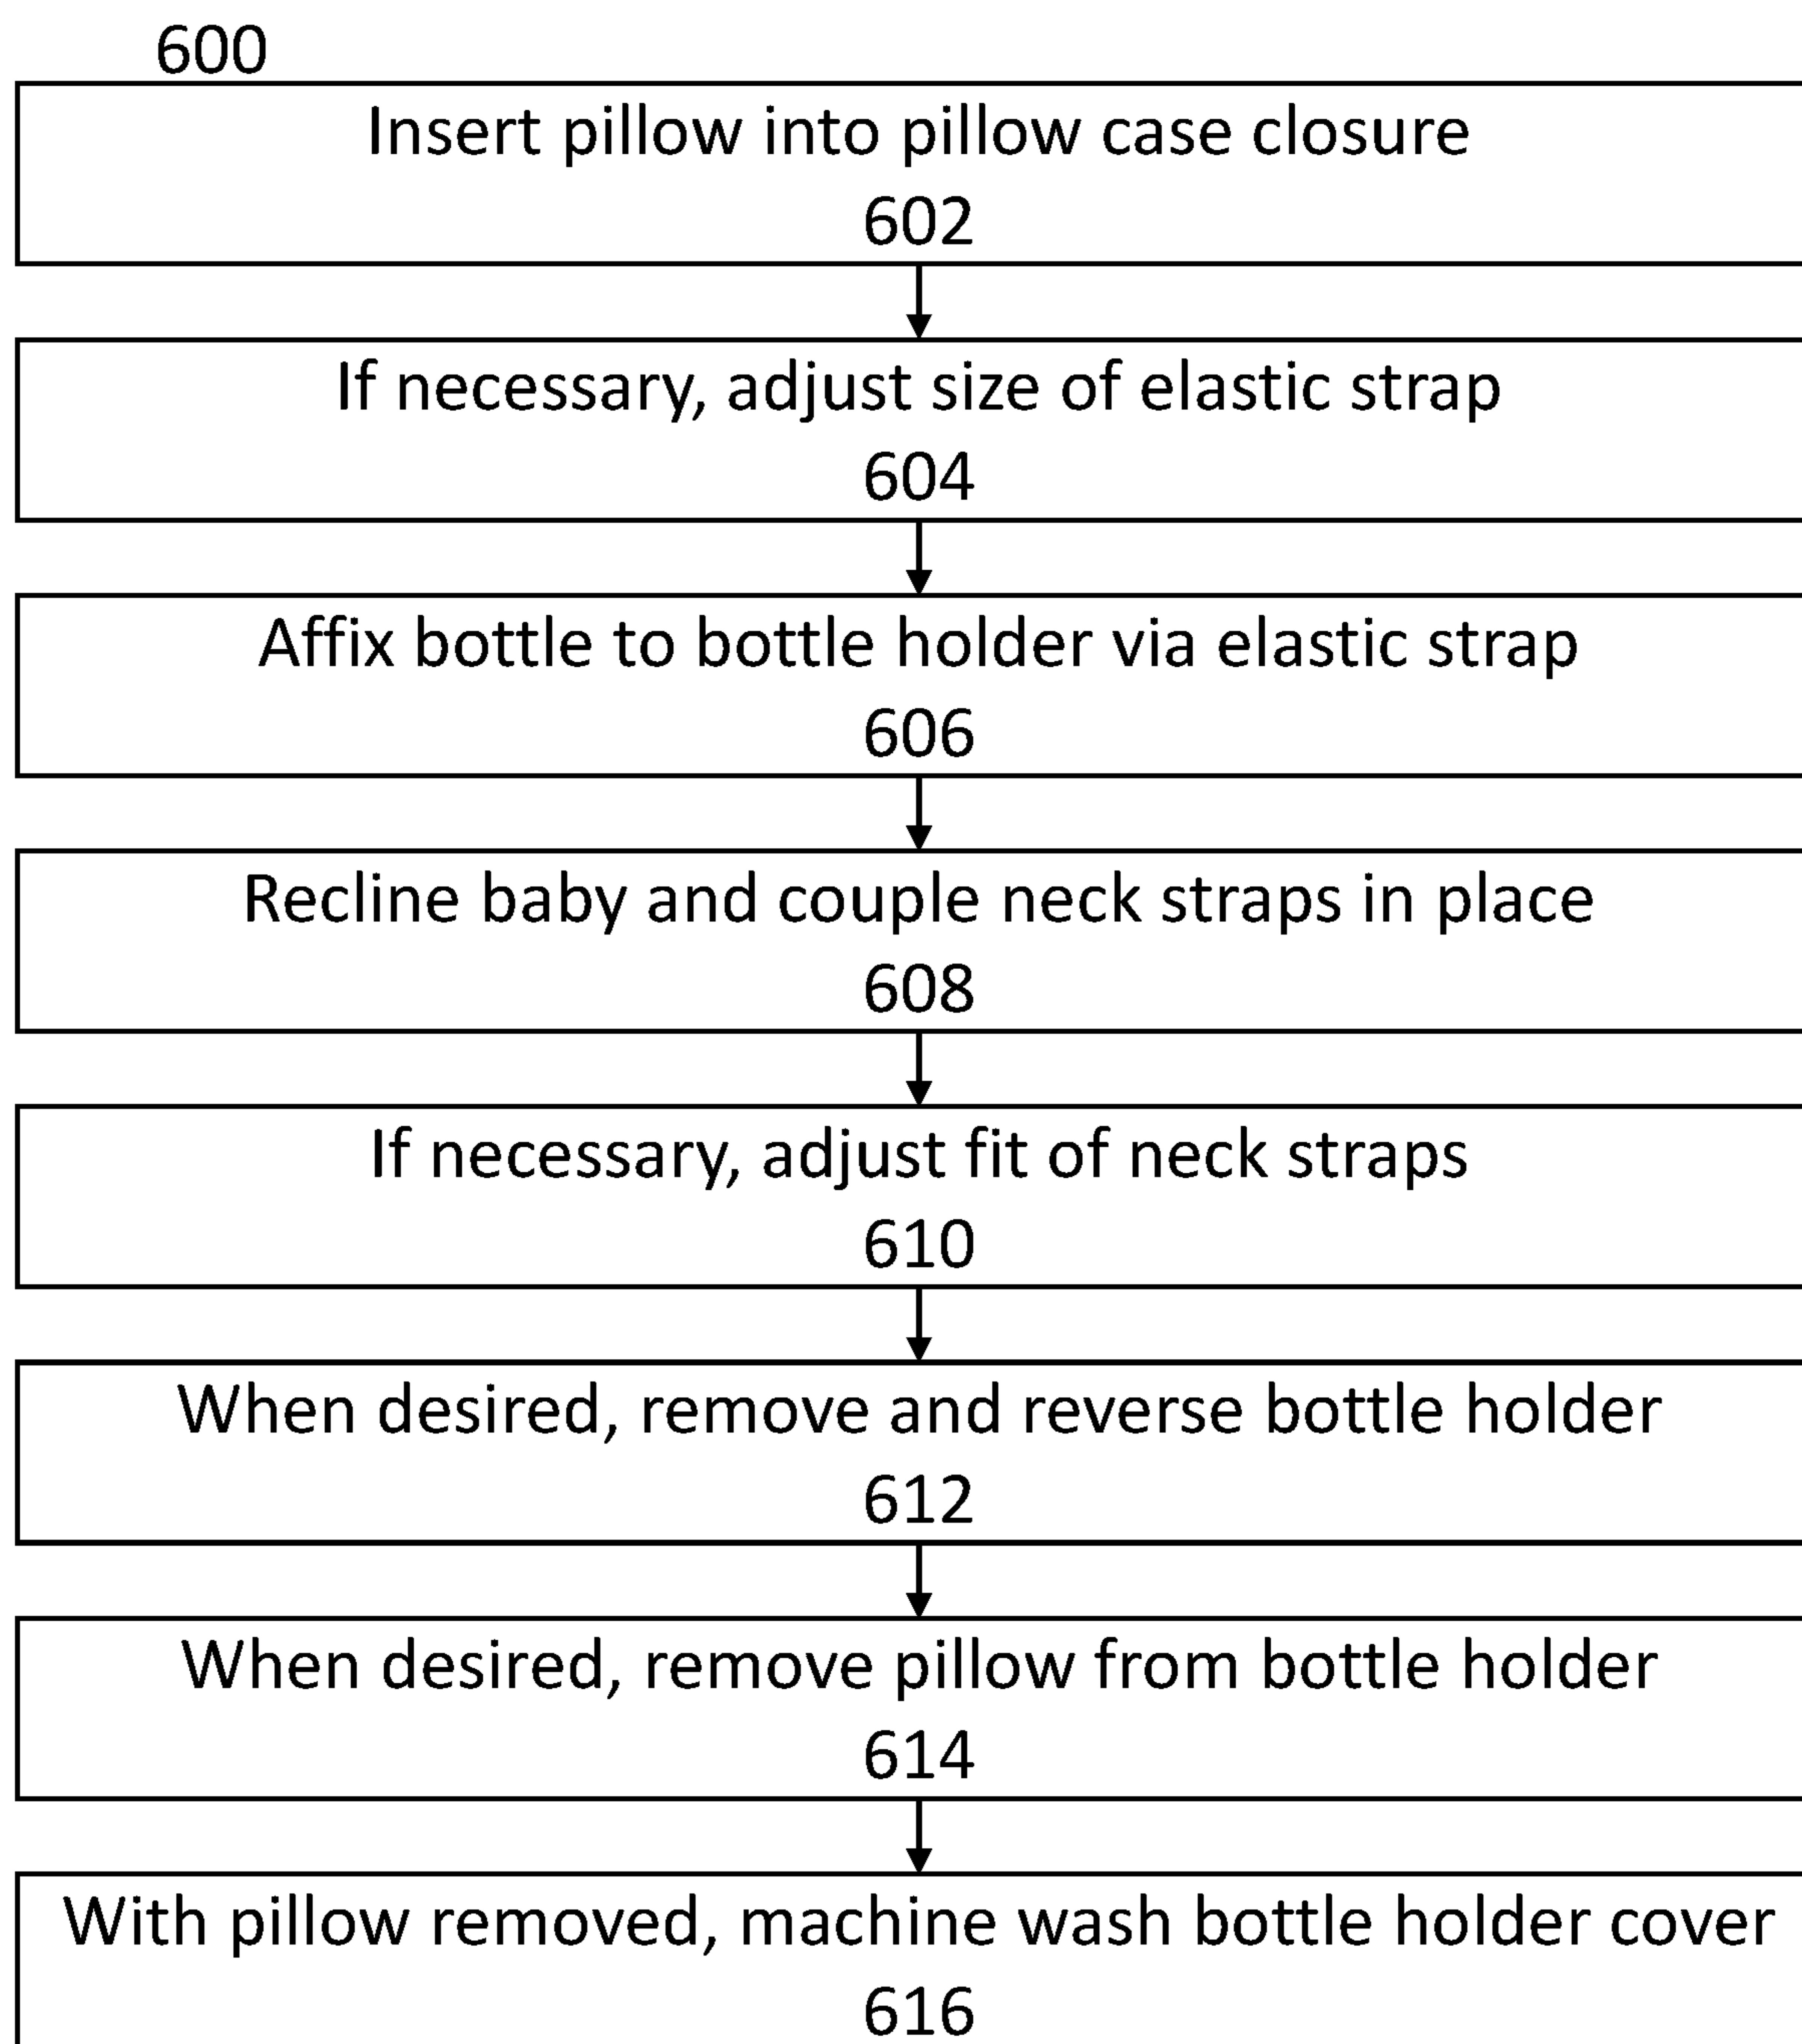 600
Insert pillow into pillow case closure
602
If necessary, adjust size of elastic strap
604
Affix bottle to bottle holder via elastic strap
606
Recline baby and couple neck straps in place
608
If necessary, adjust fit of neck straps
610
When desired, remove and reverse bottle holder
612
When desired, remove pillow from bottle holder
614
With pillow removed, machine wash bottle holder cover
616